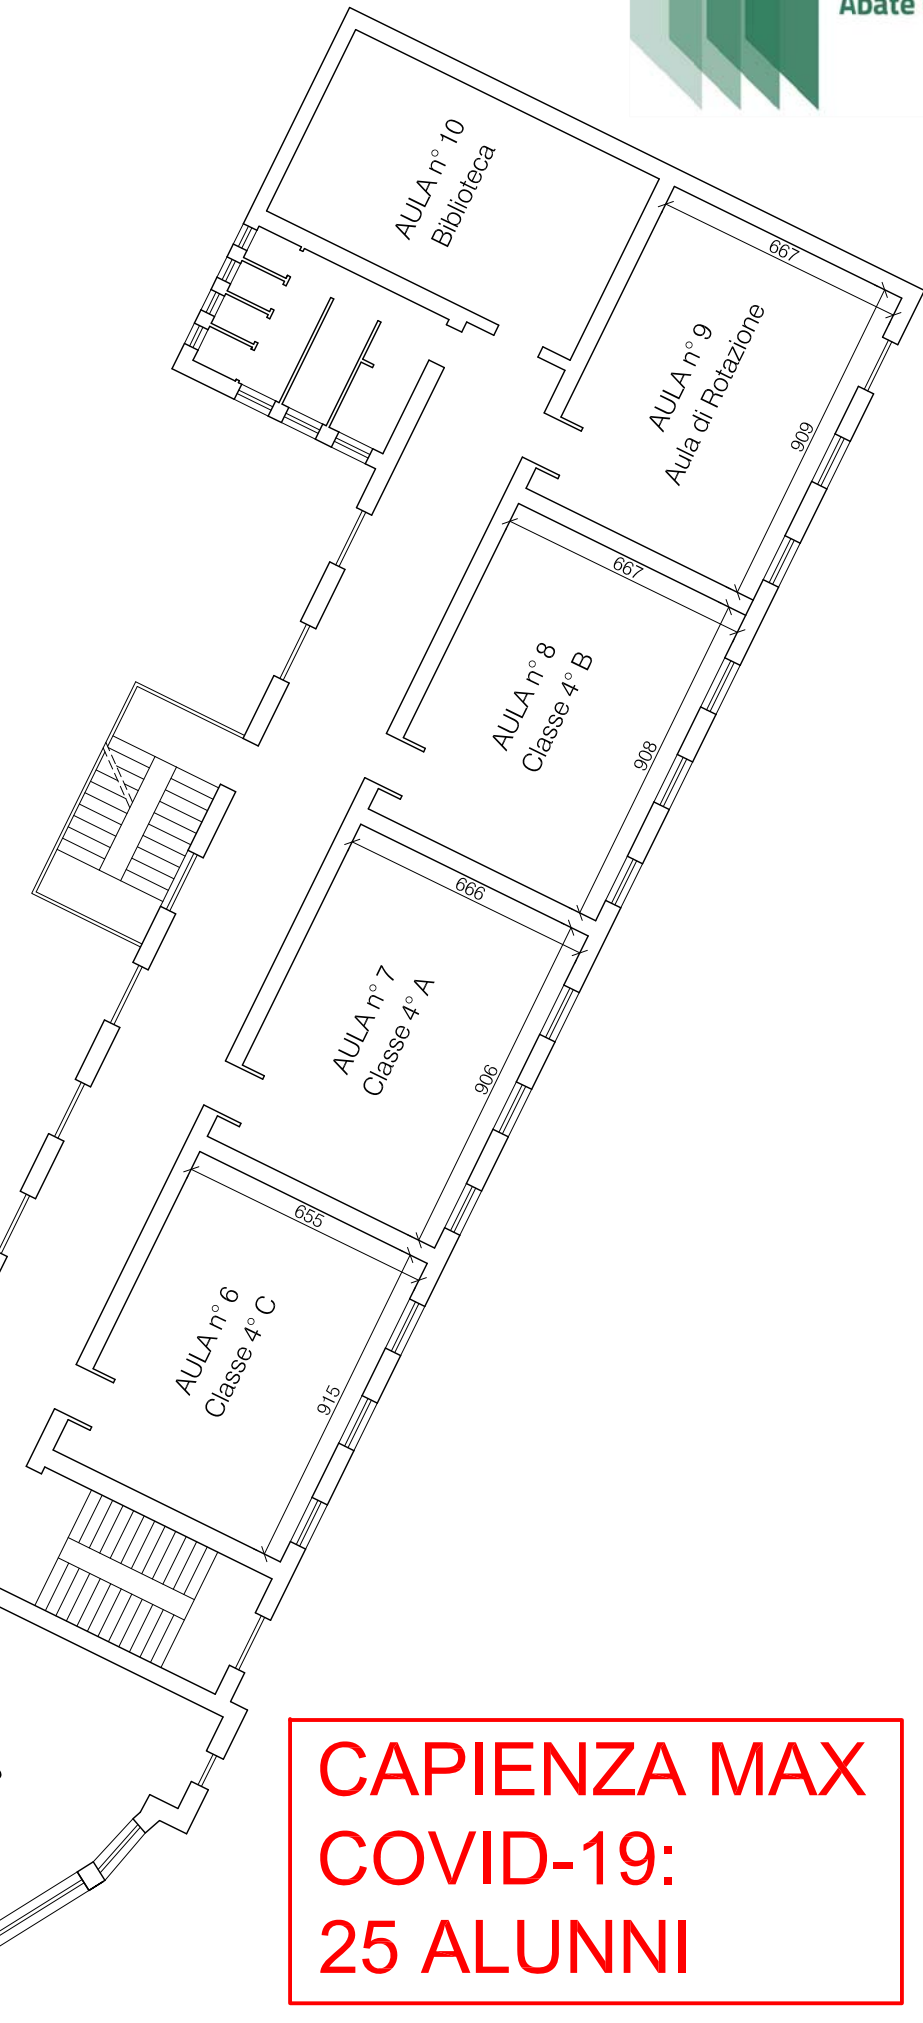 Abate
AULA n° 10
Biblioteca
667
AULA n° 9
Aula di Rotazione
909
667
AULA n° 8
Classe 4° B
908
666
AULA n° 7
Classe 4° A
906
655
AULA n° 6
Classe 4° C
915
CAPIENZA MAX
COVID-19:
25 ALUNNI